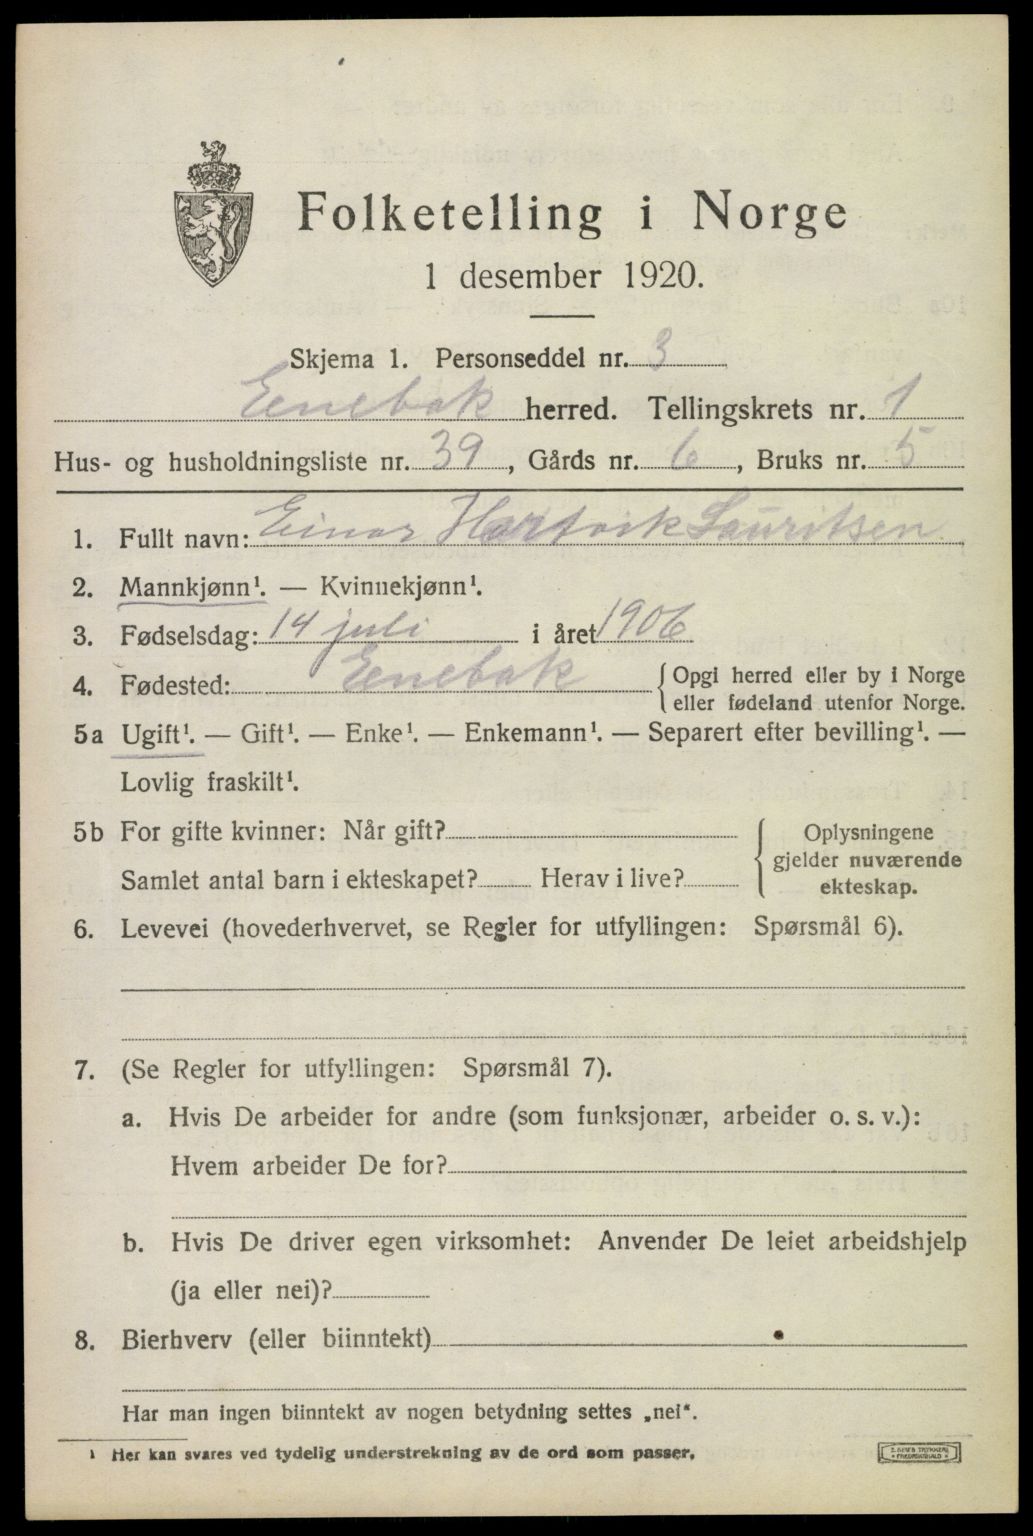 Folketelling i Norge
1 desember 1920.
Skjema 1. Personseddel nr. 3
Eenebak herred. Tellingskrets nr. 1
Hus- og husholdningsliste nr. 39, Gårds nr. 6, Bruks nr. 5
1. Fullt navn: Einar Hartvik Lauritsen
2. Mannkjønn¹. — Kvinnekjønn¹.
3. Fødselsdag: 14 juli i året 1906
4. Fødested: Eenebak { Opgi herred eller by i Norge
eller fødeland utenfor Norge.
5a Ugift¹. — Gift¹. — Enke¹. — Enkemann¹. — Separert efter bevilling¹. —
Lovlig fraskilt¹.
5b For gifte kvinner: Når gift?
Samlet antal barn i ekteskapet? Herav i live?
Oplysningene
gjelder nuværende
ekteskap.
6. Levevei (hovederhvervet, se Regler for utfyllingen: Spørsmål 6).
7. (Se Regler for utfyllingen: Spørsmål 7).
a. Hvis De arbeider for andre (som funksjonær, arbeider o. s. v.):
Hvem arbeider De for?
b. Hvis De driver egen virksomhet: Anvender De leiet arbeidshjelp
(ja eller nei)?
8. Bierhverv (eller biinntekt)
Har man ingen biinntekt av nogen betydning settes „nei“.
¹ Her kan svares ved tydelig understrekning av de ord som passer.